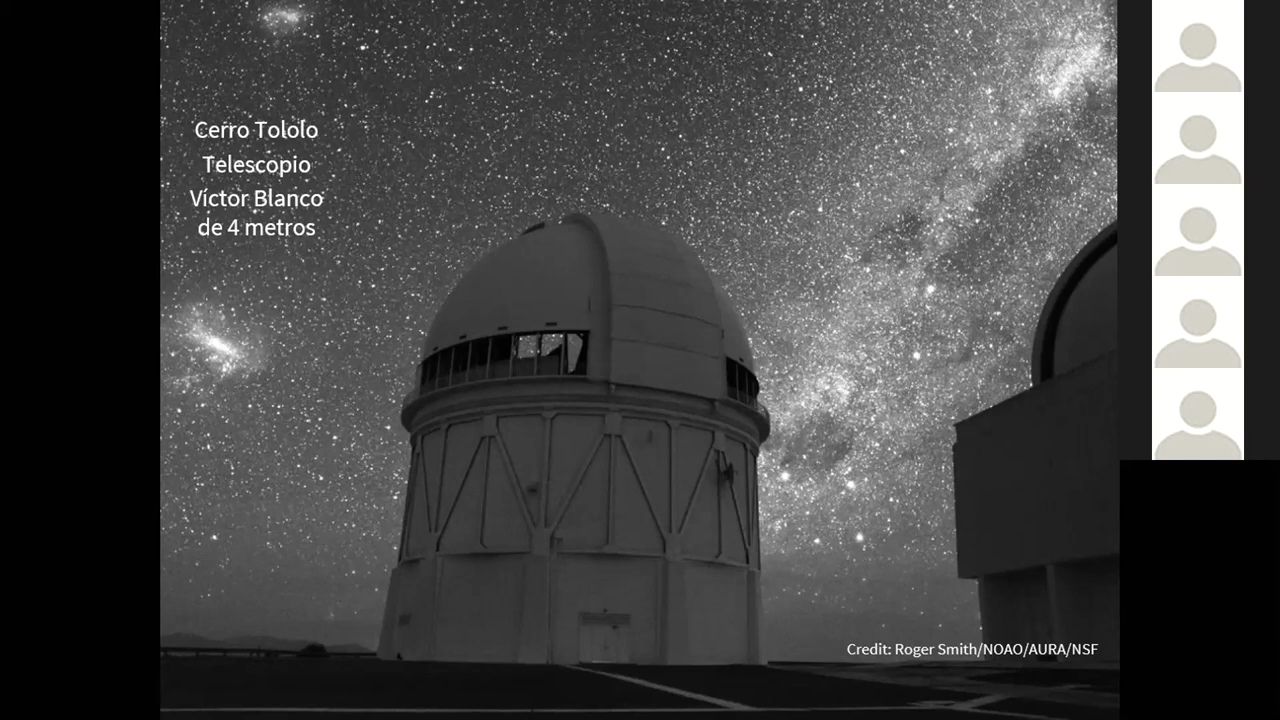 Cerro Tololo
Telescopio
Víctor Blanco
de 4 metros
Credit: Roger Smith/NOAO/AURA/NSF